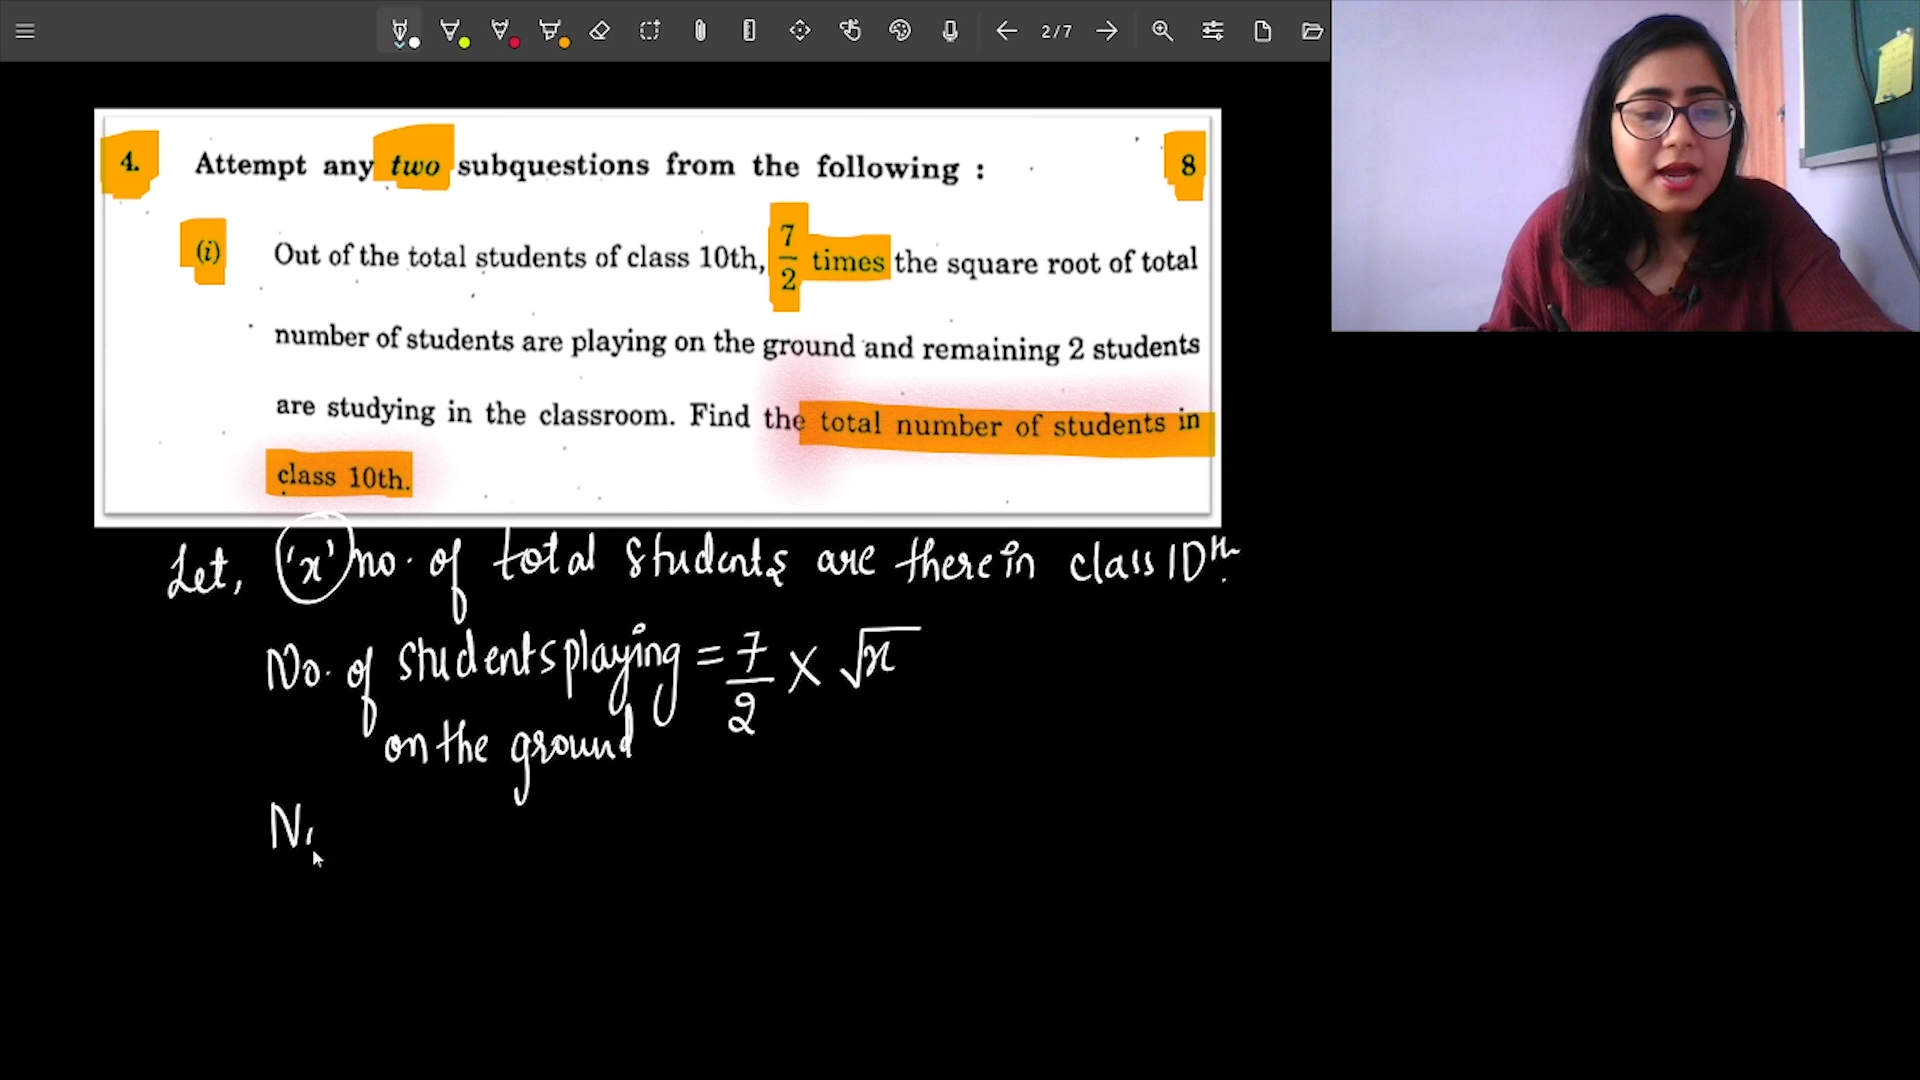 2/7
4. Attempt any two subquestions from the following : 8
(i) Out of the total students of class 10th, 7/2 times the square root of total
number of students are playing on the ground and remaining 2 students
are studying in the classroom. Find the total number of students in
class 10th.
Let, 'x' no. of total students are there in class 10th.
No. of students playing = 7/2 × √x
on the ground
N